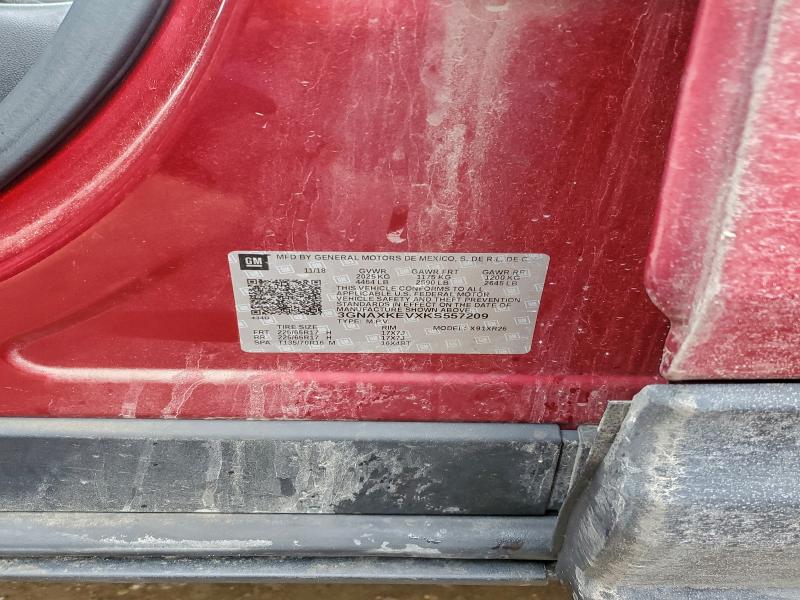 GM MFD BY GENERAL MOTORS DE MEXICO, S. DE R.L. DE C.
11/18 GVWR GAWR FRT GAWR RR
2025 KG 1175 KG 1200 KG
4464 LB 2590 LB 2645 LB
THIS VEHICLE CONFORMS TO ALL
APPLICABLE U.S. FEDERAL MOTOR
VEHICLE SAFETY AND THEFT PREVENTION
STANDARDS IN EFFECT ON THE DATE OF
MANUFACTURE SHOWN ABOVE.
3GNAXKEVXKS557209
TYPE: M.P.V. MODEL: X91XR26
TIRE SIZE RIM
FRT 225/65R17 H 17X7J
RR 225/65R17 H 17X7J
SPA T135/70R16 M 16X4BT